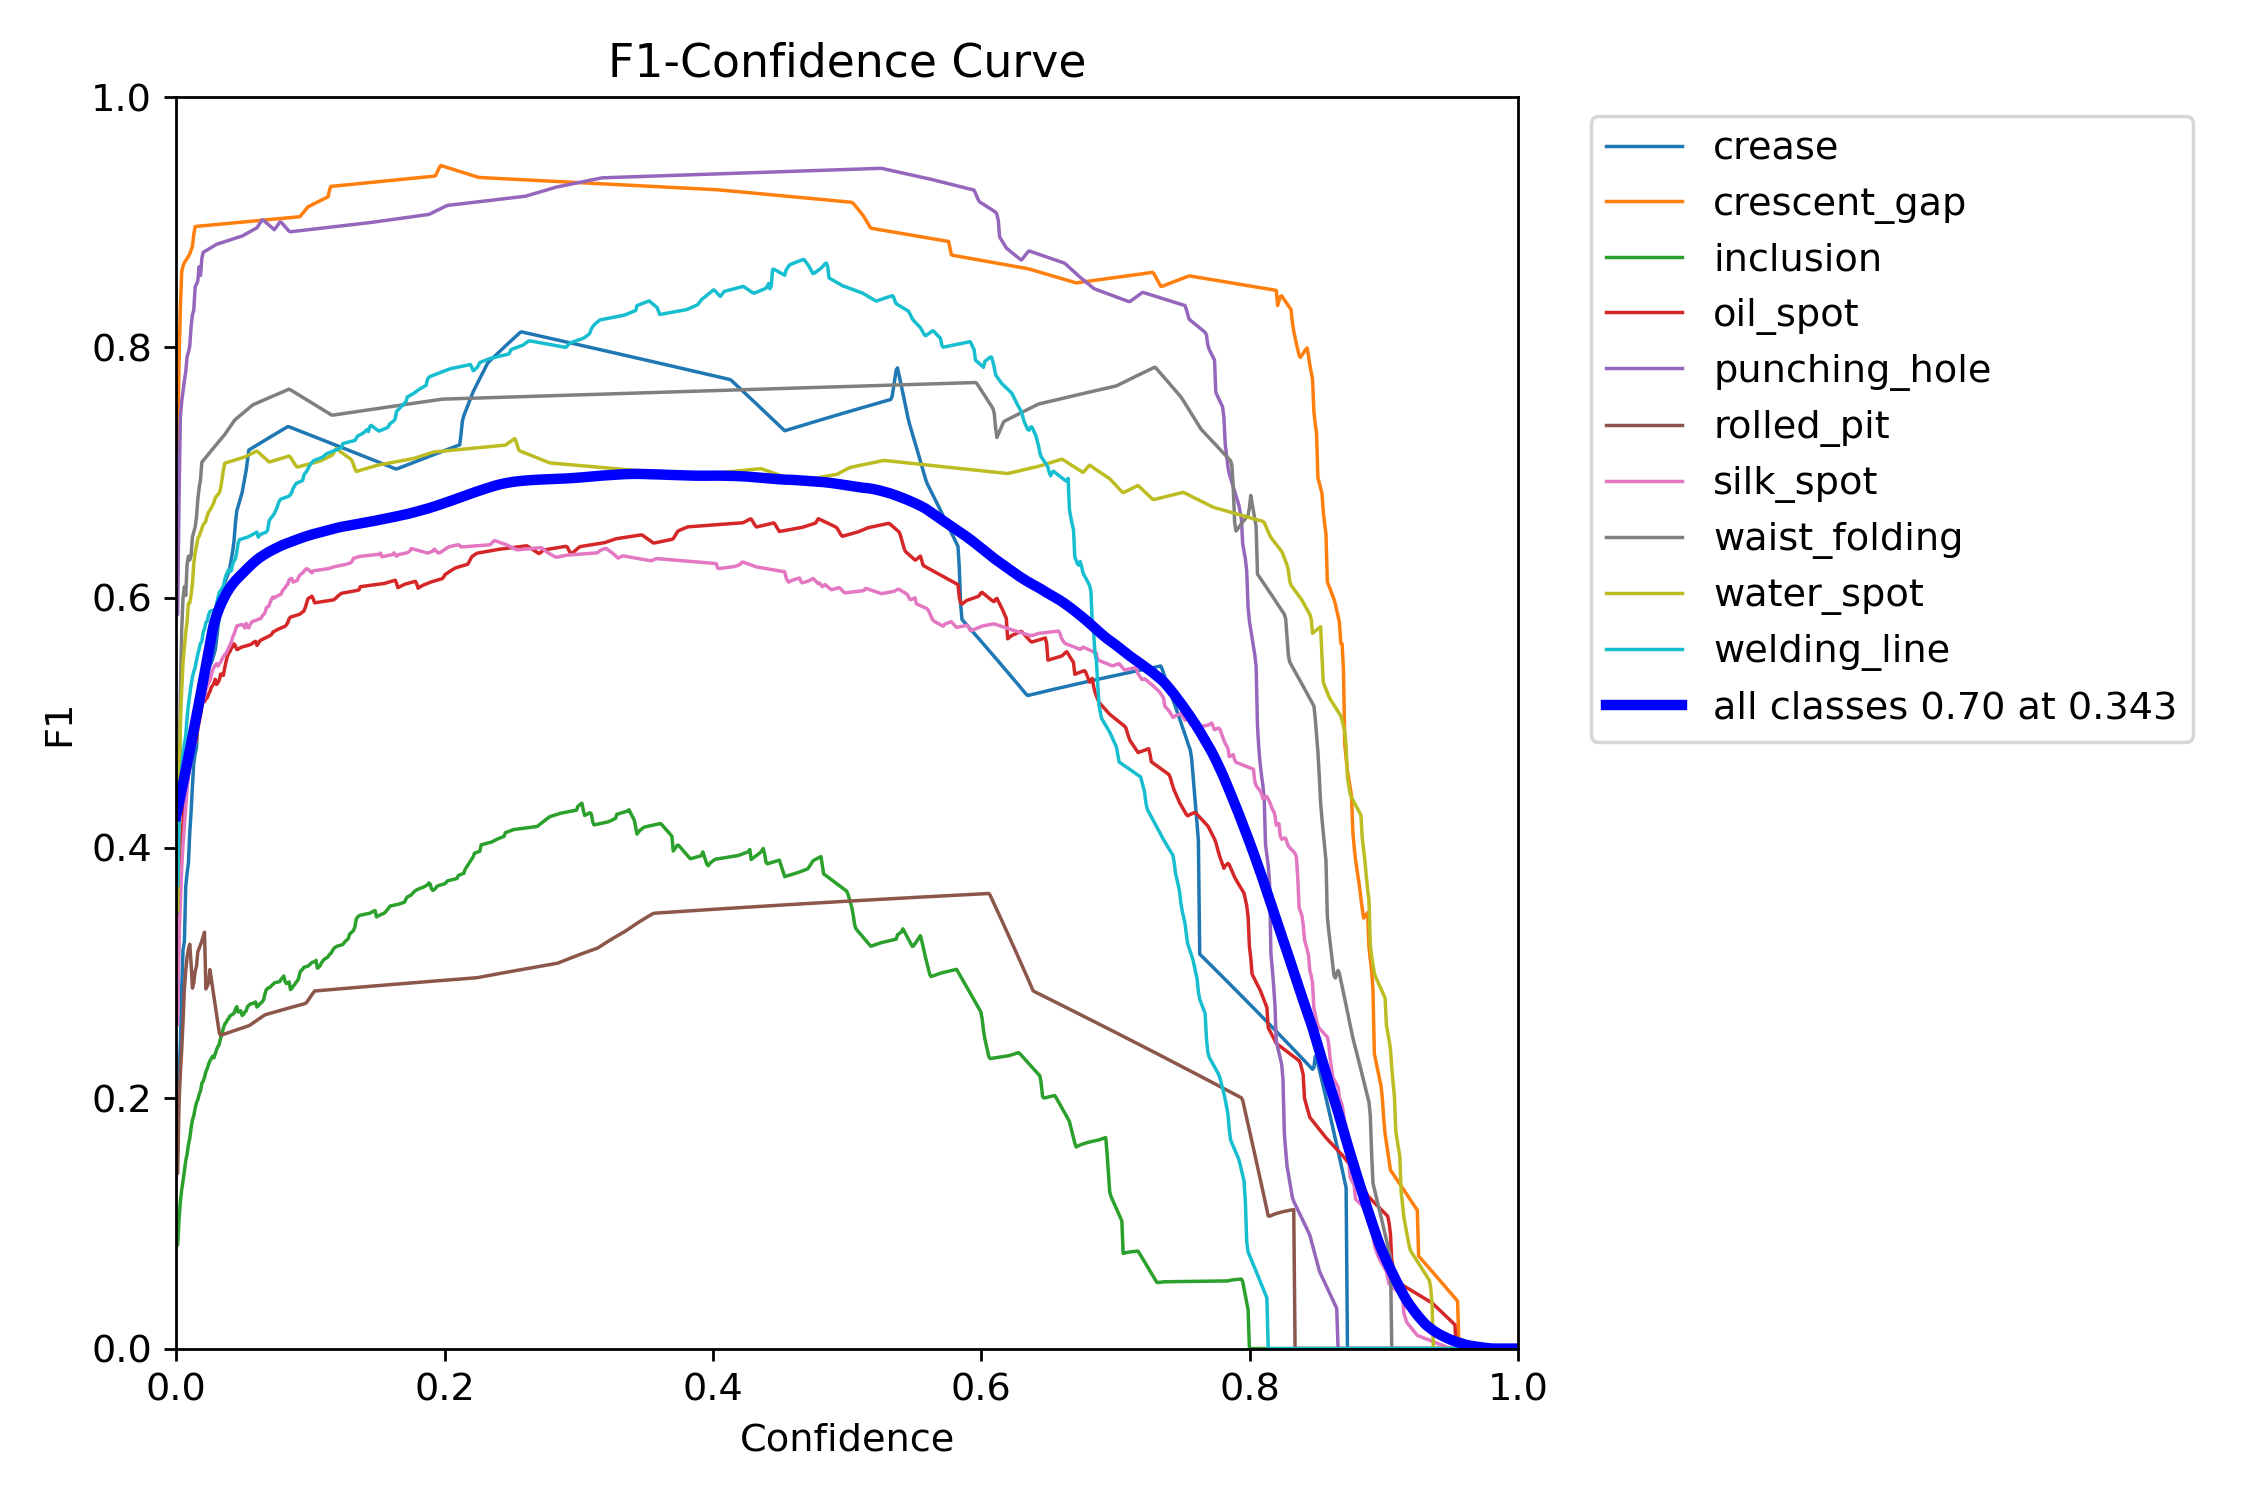 F1-Confidence Curve
1.0
0.8
0.6
0.4
0.2
0.0
F1
0.0 0.2 0.4 0.6 0.8 1.0
Confidence
crease
crescent_gap
inclusion
oil_spot
punching_hole
rolled_pit
silk_spot
waist_folding
water_spot
welding_line
all classes 0.70 at 0.343